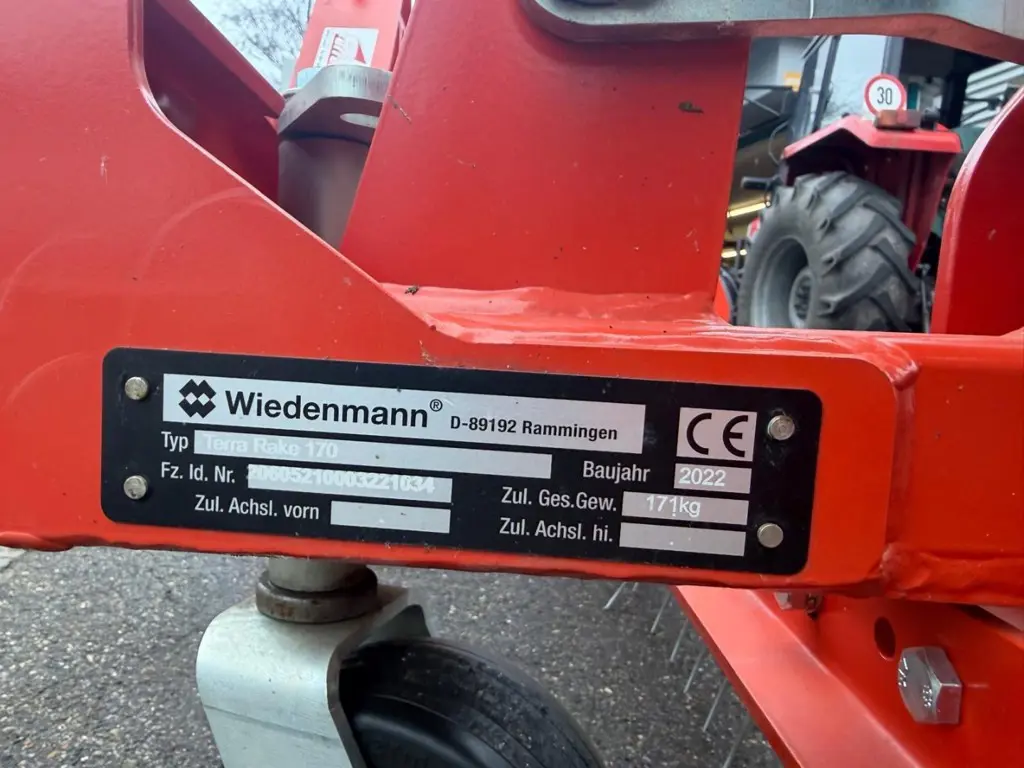 30
Wiedenmann® D-89192 Rammingen
CE
Typ Terra Rake 170
Baujahr 2022
Fz. Id. Nr. 20605210003221034
Zul. Ges.Gew. 171kg
Zul. Achsl. vorn
Zul. Achsl. hi.